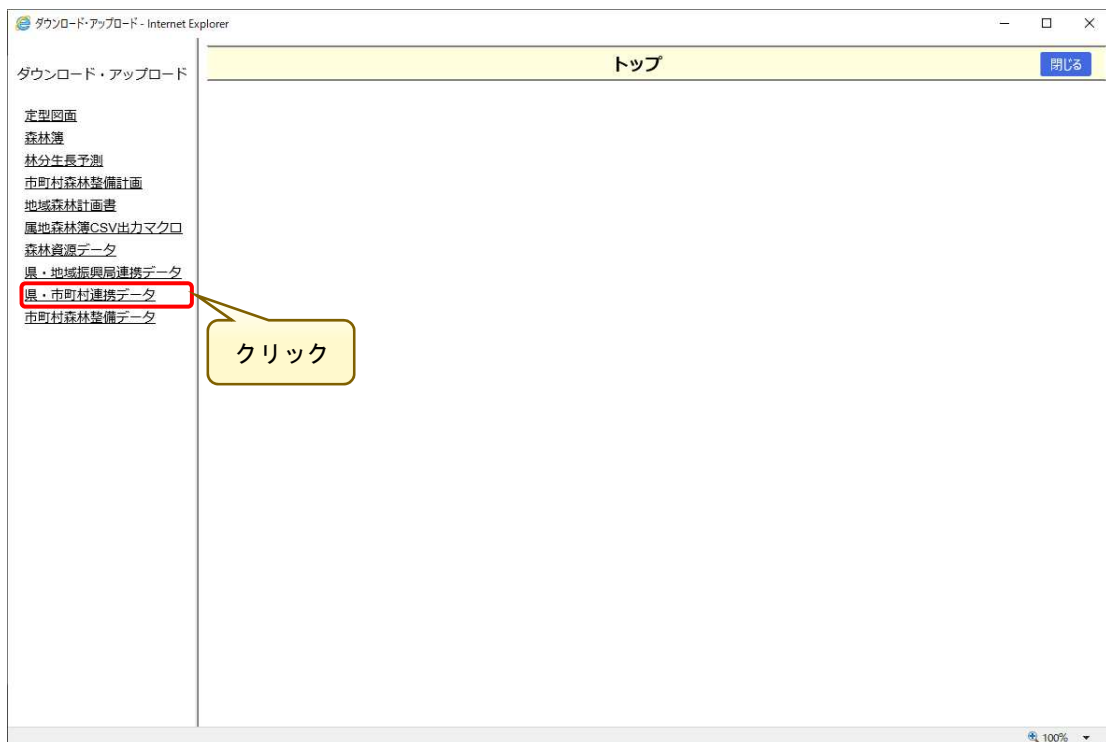 ダウンロード・アップロード - Internet Explorer
ダウンロード・アップロード
トップ
閉じる
定型図面
森林簿
林分生長予測
市町村森林整備計画
地域森林計画書
属地森林簿CSV出力マクロ
森林資源データ
県・地域振興局連携データ
県・市町村連携データ
市町村森林整備データ
クリック
100%